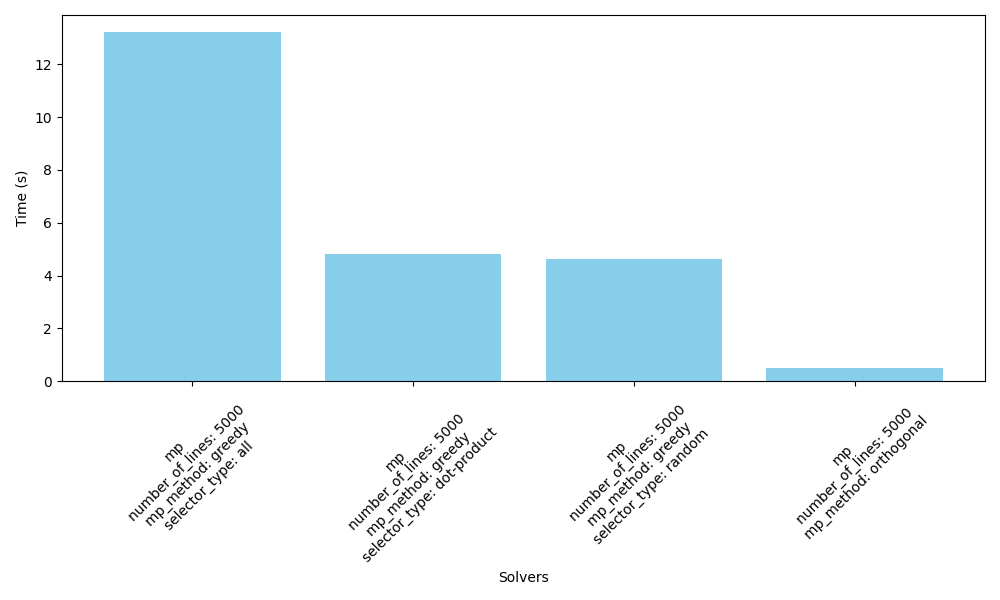 Time (s)
12
10
8
6
4
2
0
mp
number_of_lines: 5000
mp_method: greedy
selector_type: all
mp
number_of_lines: 5000
mp_method: greedy
selector_type: dot-product
mp
number_of_lines: 5000
mp_method: greedy
selector_type: random
mp
number_of_lines: 5000
mp_method: orthogonal
Solvers